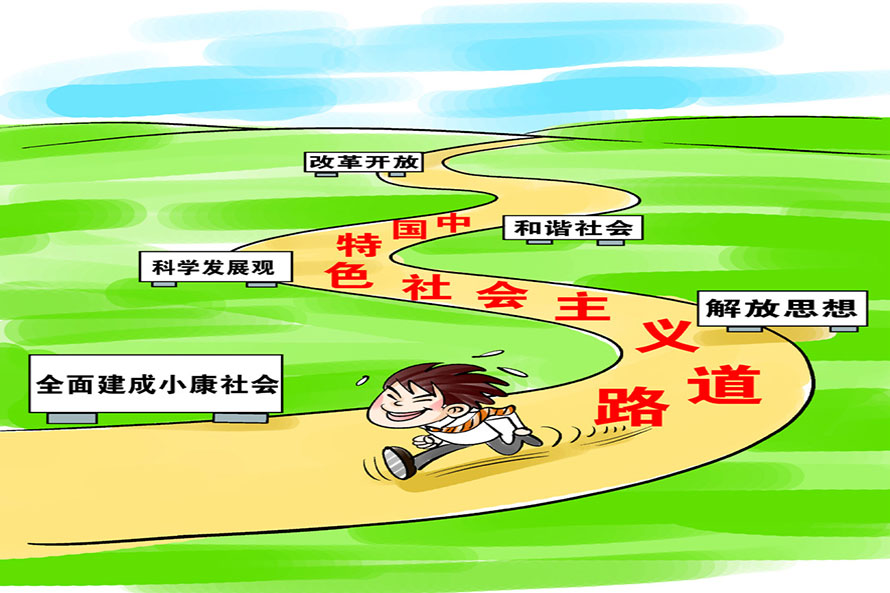 改革开放
和谐社会
科学发展观
中国特色社会主义道路
解放思想
全面建成小康社会